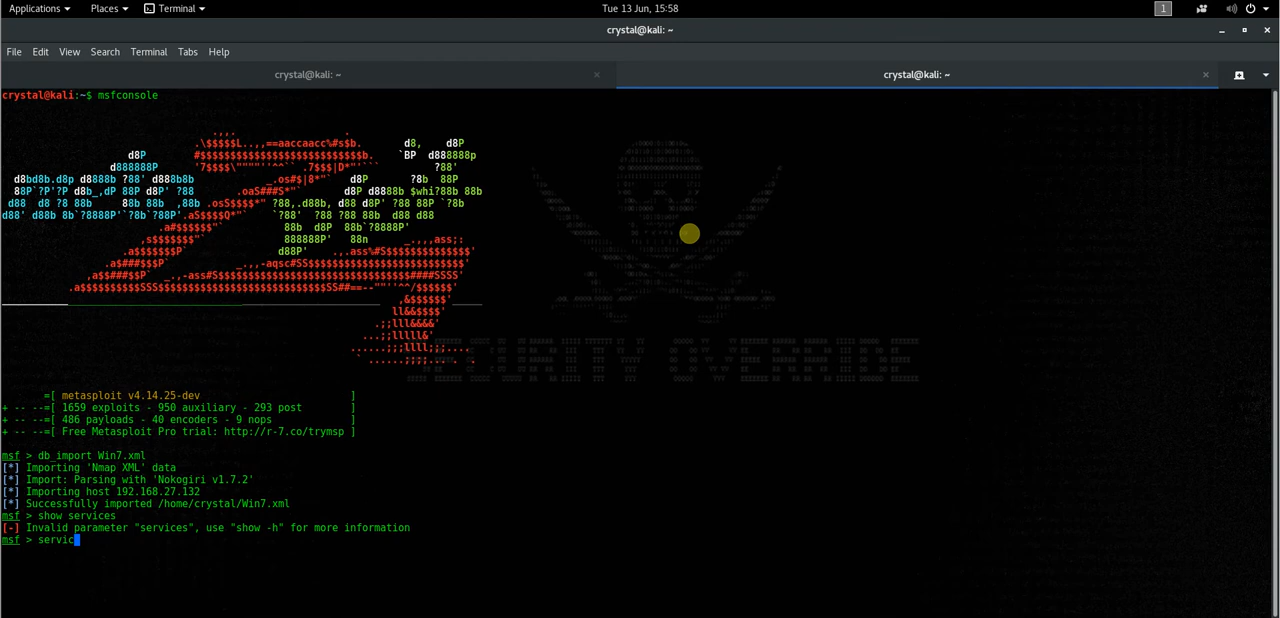 Applications Places Terminal Tue 13 Jun, 15:58 1
crystal@kali: ~
File Edit View Search Terminal Tabs Help
crystal@kali: ~ crystal@kali: ~
crystal@kali:~$ msfconsole
=[ metasploit v4.14.25-dev ]
+ -- --=[ 1659 exploits - 950 auxiliary - 293 post ]
+ -- --=[ 486 payloads - 40 encoders - 9 nops ]
+ -- --=[ Free Metasploit Pro trial: http://r-7.co/trymsp ]
msf > db_import Win7.xml
[*] Importing 'Nmap XML' data
[*] Import: Parsing with 'Nokogiri v1.7.2'
[*] Importing host 192.168.27.132
[*] Successfully imported /home/crystal/Win7.xml
msf > show services
[-] Invalid parameter "services", use "show -h" for more information
msf > servic